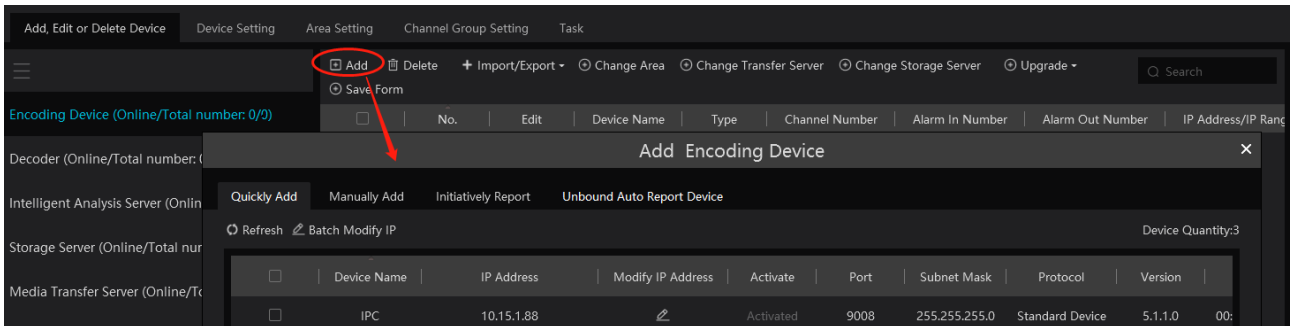 Add, Edit or Delete Device Device Setting Area Setting Channel Group Setting Task
Add Delete Import/Export Change Area Change Transfer Server Change Storage Server Upgrade Search
Save Form
Encoding Device (Online/Total number: 0/0)
No. Edit Device Name Type Channel Number Alarm In Number Alarm Out Number IP Address/IP Rang
Decoder (Online/Total number: (
Add Encoding Device
Intelligent Analysis Server (Onlin
Quickly Add Manually Add Initiatively Report Unbound Auto Report Device
Refresh Batch Modify IP Device Quantity:3
Storage Server (Online/Total nur
Device Name IP Address Modify IP Address Activate Port Subnet Mask Protocol Version
Media Transfer Server (Online/To
IPC 10.15.1.88 Activated 9008 255.255.255.0 Standard Device 5.1.1.0 00: